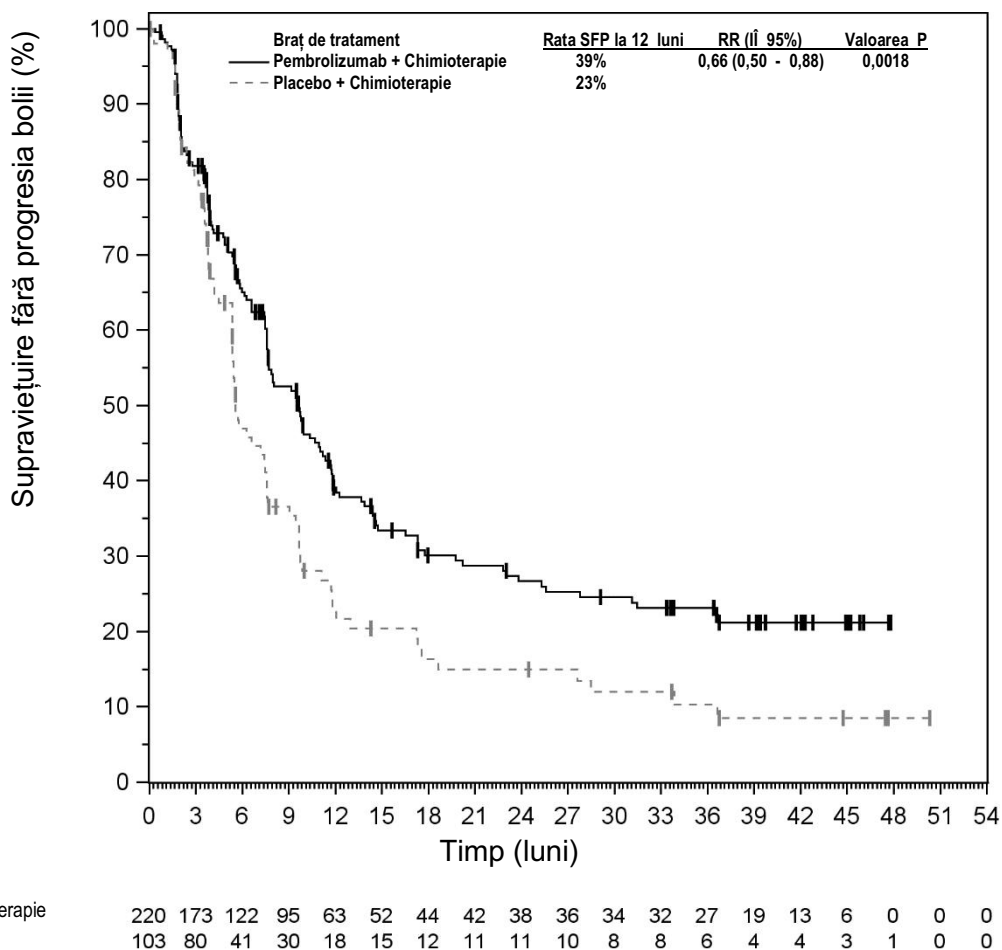 Braț de tratament Rata SFP la 12 luni RR (IÎ 95%) Valoarea P
Pembrolizumab + Chimioterapie 39% 0,66 (0,50 - 0,88) 0,0018
Placebo + Chimioterapie 23%
Supraviețuire fără progresia bolii (%)
100
90
80
70
60
50
40
30
20
10
0
0 3 6 9 12 15 18 21 24 27 30 33 36 39 42 45 48 51 54
Timp (luni)
erapie 220 173 122 95 63 52 44 42 38 36 34 32 27 19 13 6 0 0 0
103 80 41 30 18 15 12 11 11 10 8 8 6 4 4 3 1 0 0